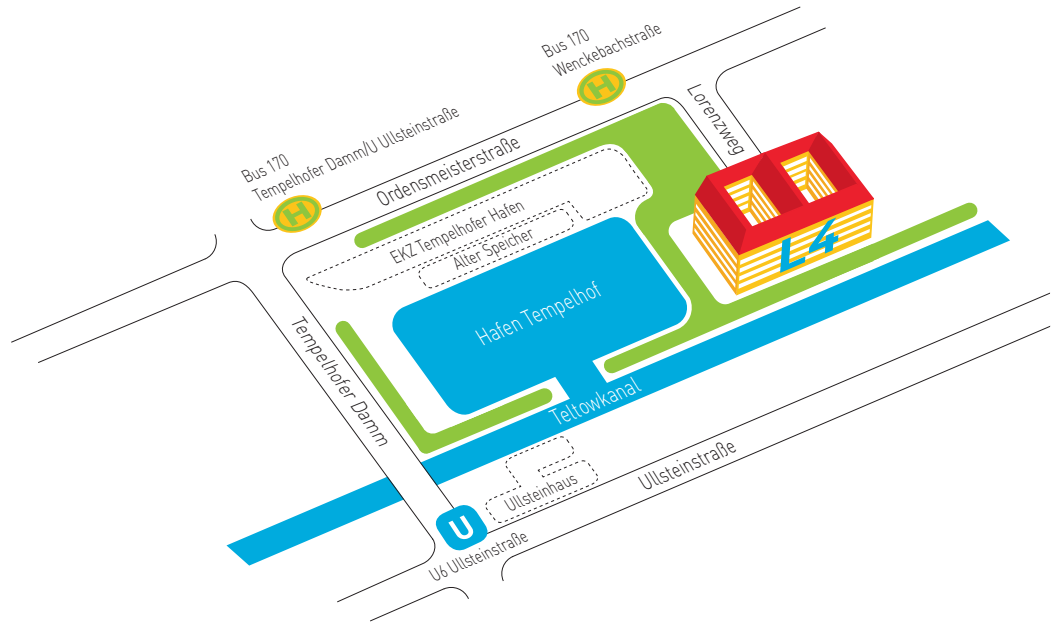 Bus 170
Wenckebachstraße
H
Lorenzweg
Bus 170
Tempelhofer Damm/U Ullsteinstraße
H
Ordensmeisterstraße
EKZ Tempelhofer Hafen
Alter Speicher
L4
Hafen Tempelhof
Tempelhofer Damm
Teltowkanal
Ullsteinhaus
Ullsteinstraße
U
U6 Ullsteinstraße